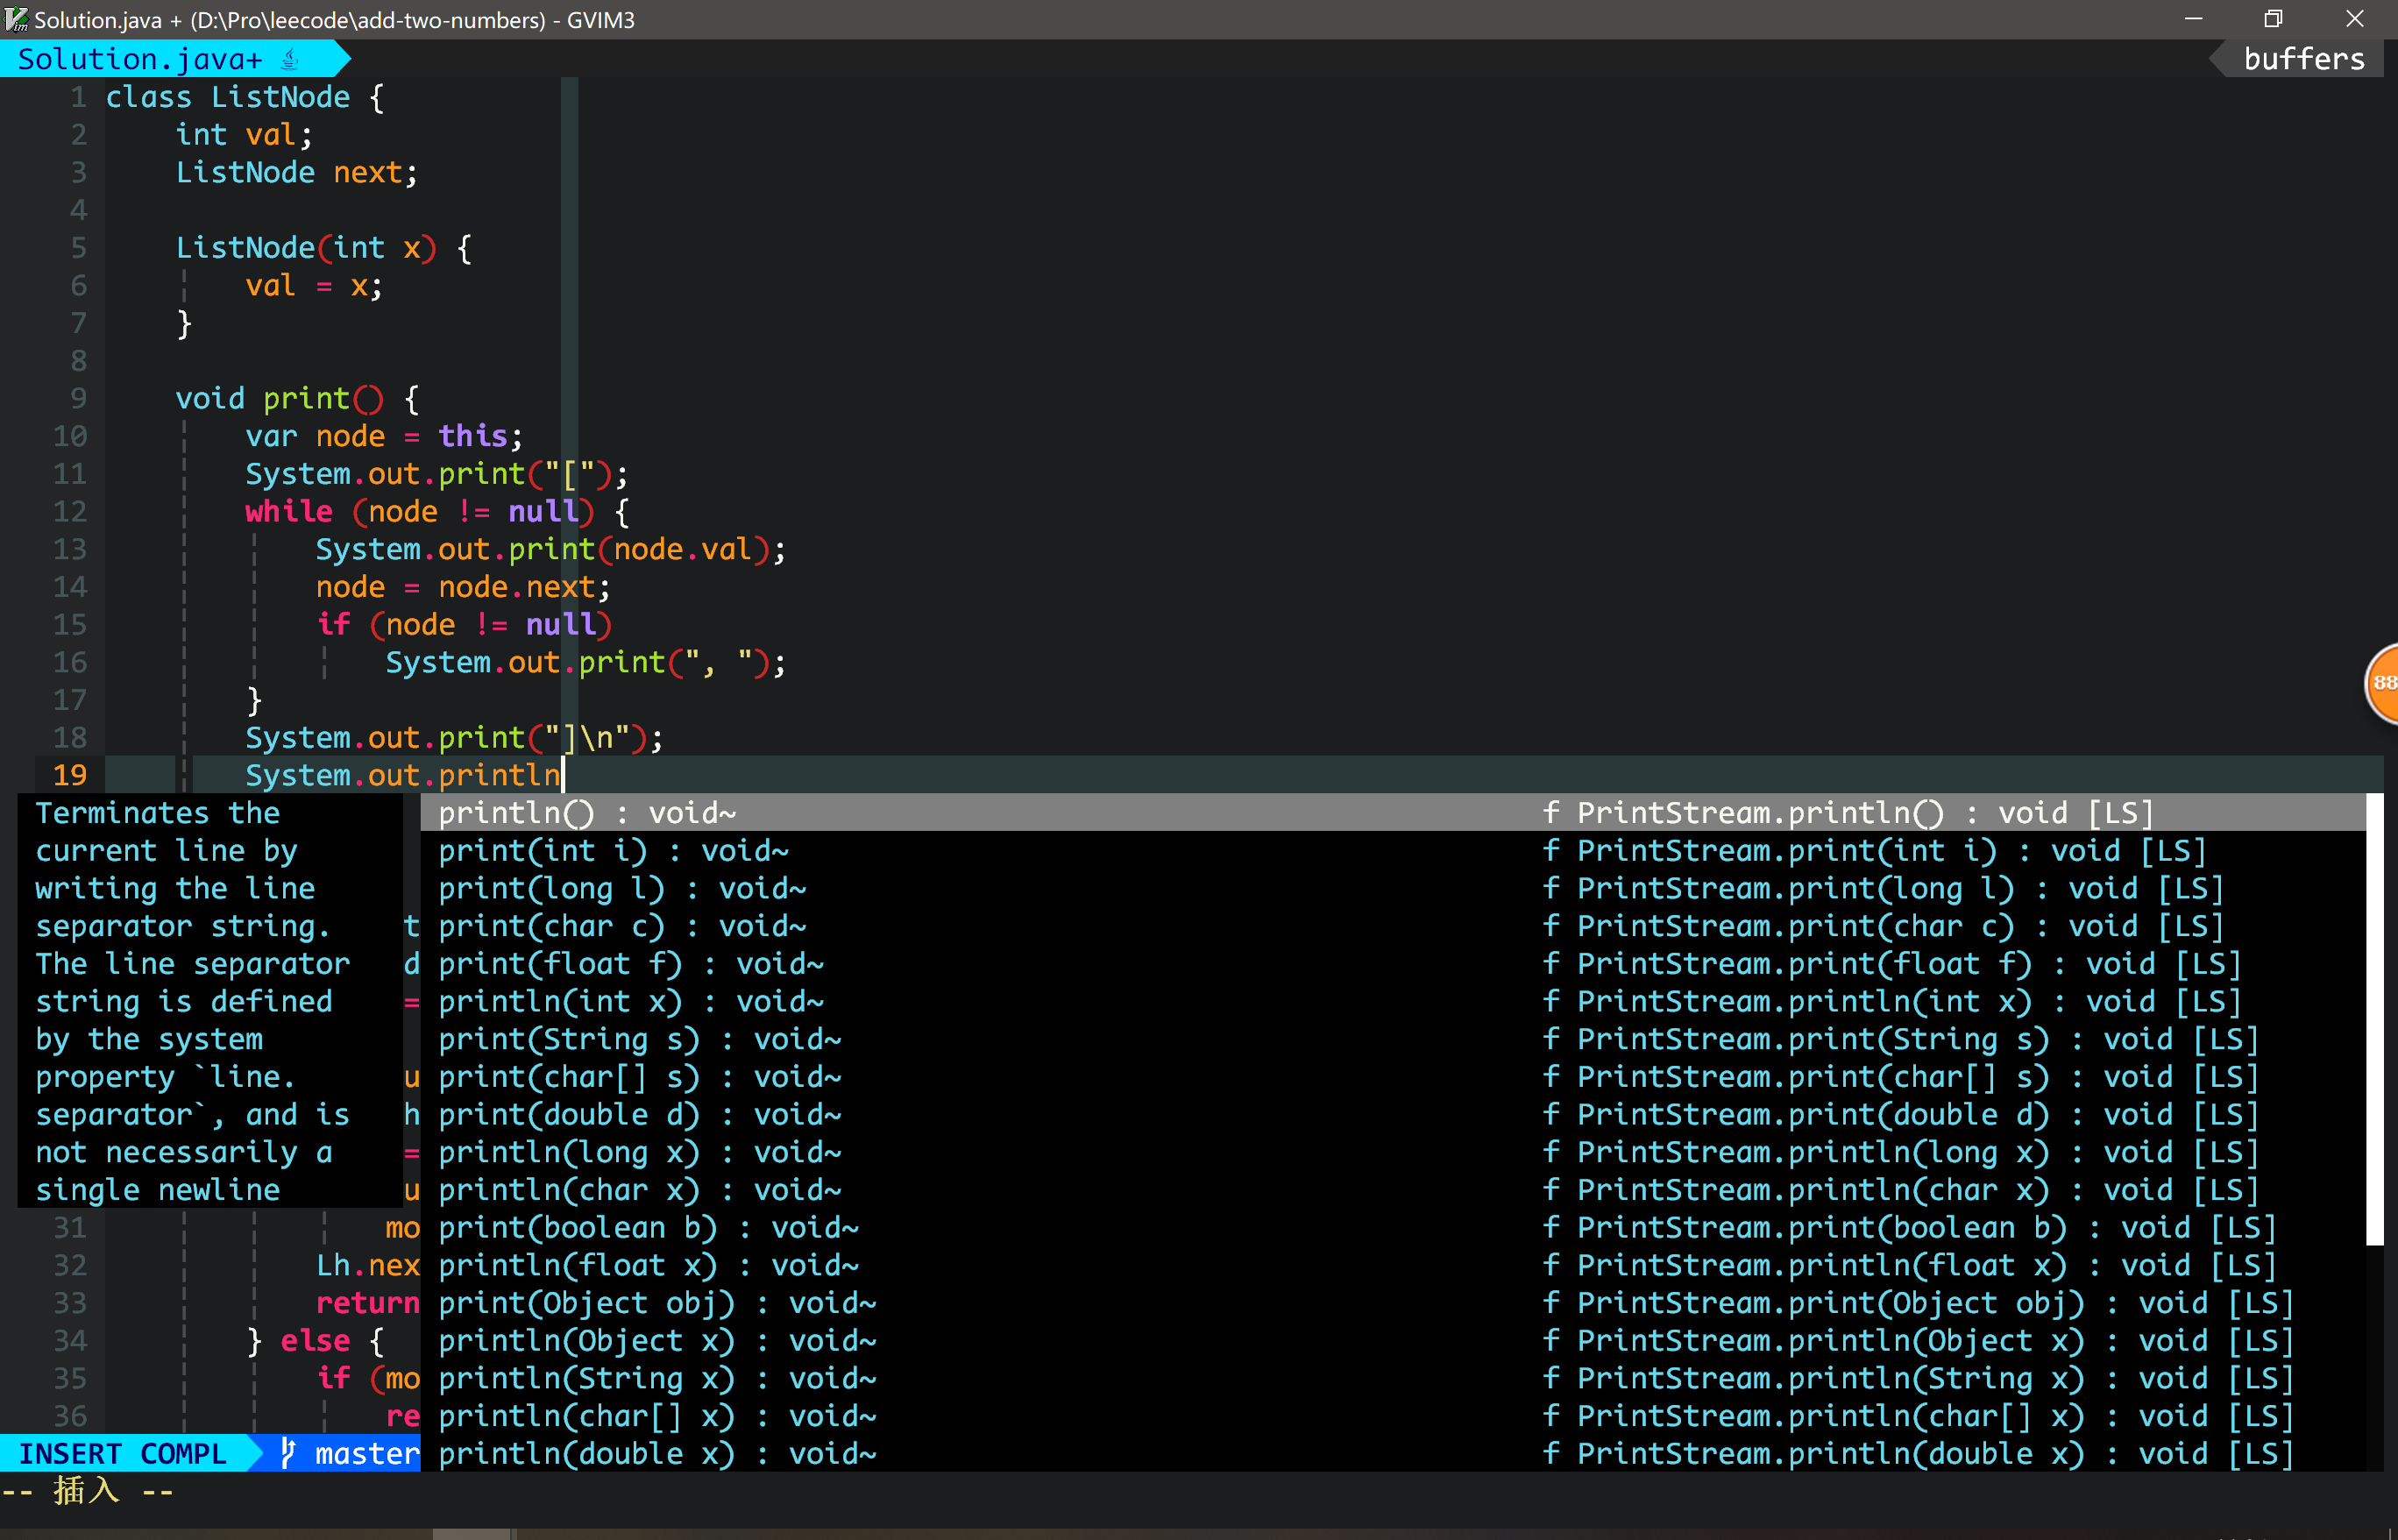 Solution.java + (D:\Pro\leecode\add-two-numbers) - GVIM3
Solution.java+ buffers
1 class ListNode {
2 int val;
3 ListNode next;
4
5 ListNode(int x) {
6 val = x;
7 }
8
9 void print() {
10 var node = this;
11 System.out.print("[");
12 while (node != null) {
13 System.out.print(node.val);
14 node = node.next;
15 if (node != null)
16 System.out.print(", ");
17 }
18 System.out.print("]\n");
19 System.out.println
Terminates the println() : void~ f PrintStream.println() : void [LS]
current line by print(int i) : void~ f PrintStream.print(int i) : void [LS]
writing the line print(long l) : void~ f PrintStream.print(long l) : void [LS]
separator string. t print(char c) : void~ f PrintStream.print(char c) : void [LS]
The line separator d print(float f) : void~ f PrintStream.print(float f) : void [LS]
string is defined = println(int x) : void~ f PrintStream.println(int x) : void [LS]
by the system print(String s) : void~ f PrintStream.print(String s) : void [LS]
property `line. u print(char[] s) : void~ f PrintStream.print(char[] s) : void [LS]
separator`, and is h print(double d) : void~ f PrintStream.print(double d) : void [LS]
not necessarily a = println(long x) : void~ f PrintStream.println(long x) : void [LS]
single newline u println(char x) : void~ f PrintStream.println(char x) : void [LS]
31 mo print(boolean b) : void~ f PrintStream.print(boolean b) : void [LS]
32 Lh.nex println(float x) : void~ f PrintStream.println(float x) : void [LS]
33 return print(Object obj) : void~ f PrintStream.print(Object obj) : void [LS]
34 } else { println(Object x) : void~ f PrintStream.println(Object x) : void [LS]
35 if (mo println(String x) : void~ f PrintStream.println(String x) : void [LS]
36 re println(char[] x) : void~ f PrintStream.println(char[] x) : void [LS]
INSERT COMPL master println(double x) : void~ f PrintStream.println(double x) : void [LS]
-- 插入 --
88